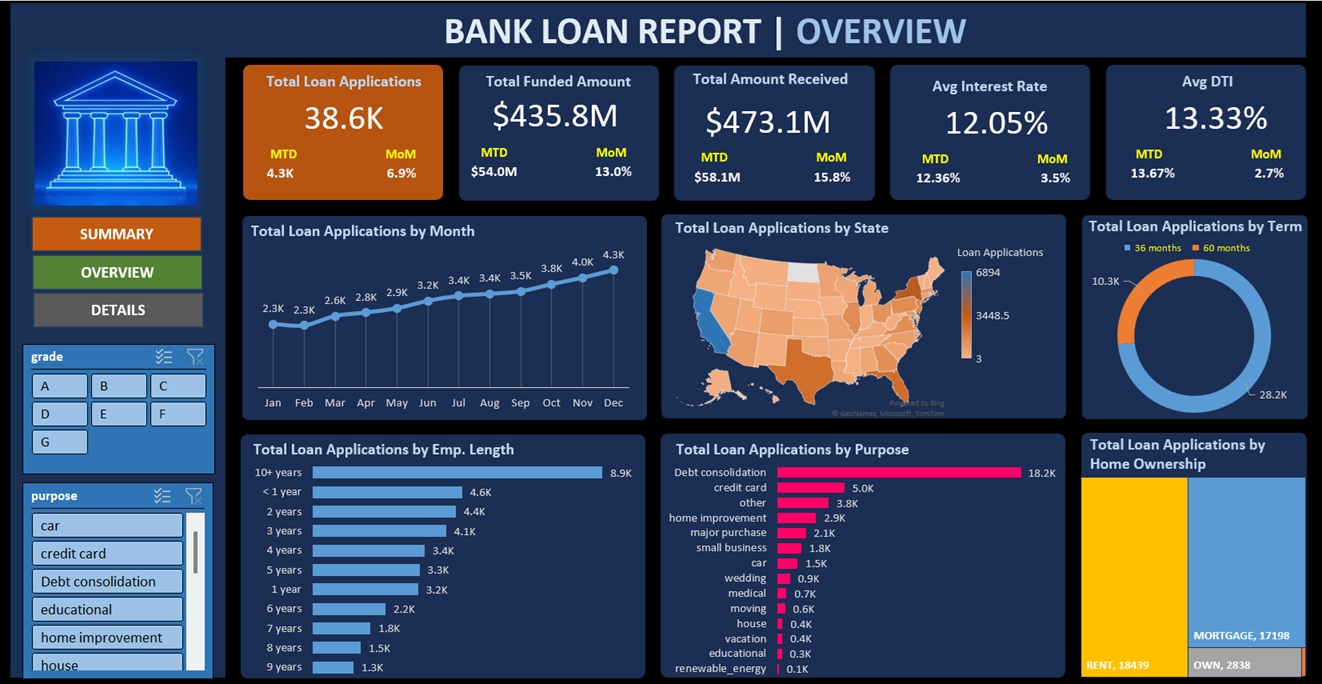 BANK LOAN REPORT | OVERVIEW
Total Loan Applications
38.6K
MTD MoM
4.3K 6.9%
Total Funded Amount
$435.8M
MTD MoM
$54.0M 13.0%
Total Amount Received
$473.1M
MTD MoM
$58.1M 15.8%
Avg Interest Rate
12.05%
MTD MoM
12.36% 3.5%
Avg DTI
13.33%
MTD MoM
13.67% 2.7%
SUMMARY
OVERVIEW
DETAILS
grade
A B C
D E F
G
purpose
car
credit card
Debt consolidation
educational
home improvement
house
Total Loan Applications by Month
2.3K 2.3K 2.6K 2.8K 2.9K 3.2K 3.4K 3.4K 3.5K 3.8K 4.0K 4.3K
Jan Feb Mar Apr May Jun Jul Aug Sep Oct Nov Dec
Total Loan Applications by State
Loan Applications
6894
3448.5
3
Powered by Bing
© GeoNames, Microsoft, TomTom
Total Loan Applications by Term
36 months 60 months
10.3K
28.2K
Total Loan Applications by Emp. Length
10+ years 8.9K
< 1 year 4.6K
2 years 4.4K
3 years 4.1K
4 years 3.4K
5 years 3.3K
1 year 3.2K
6 years 2.2K
7 years 1.8K
8 years 1.5K
9 years 1.3K
Total Loan Applications by Purpose
Debt consolidation 18.2K
credit card 5.0K
other 3.8K
home improvement 2.9K
major purchase 2.1K
small business 1.8K
car 1.5K
wedding 0.9K
medical 0.7K
moving 0.6K
house 0.4K
vacation 0.4K
educational 0.3K
renewable_energy 0.1K
Total Loan Applications by
Home Ownership
RENT, 18439
MORTGAGE, 17198
OWN, 2838